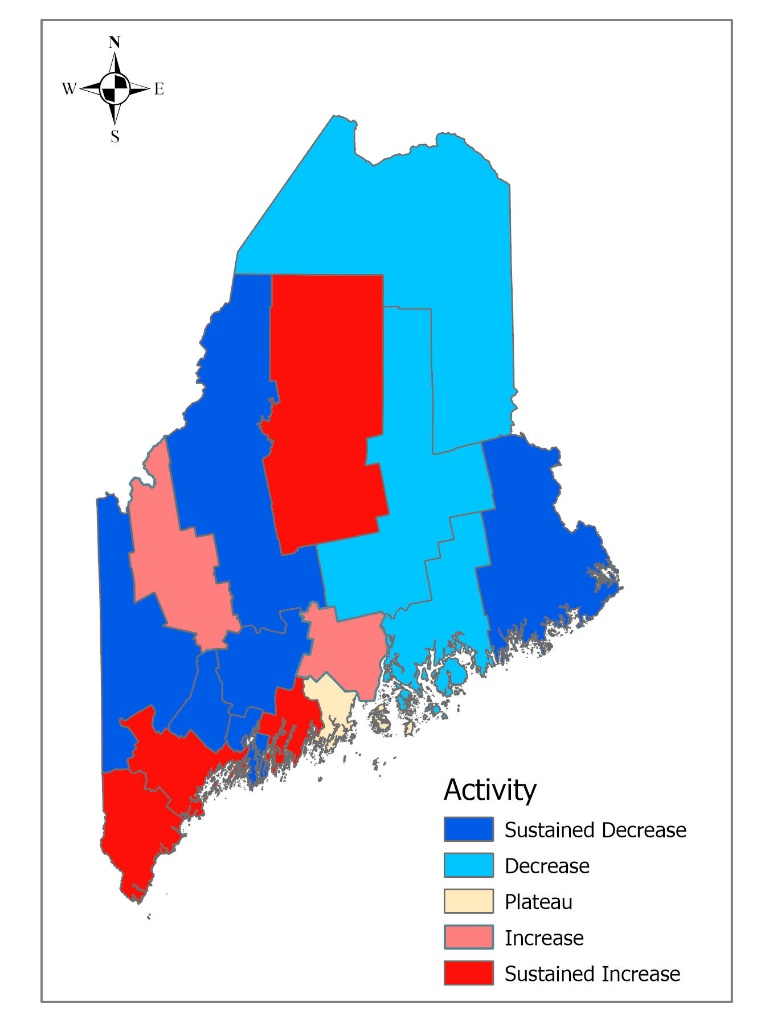 N
W E
S
Activity
Sustained Decrease
Decrease
Plateau
Increase
Sustained Increase